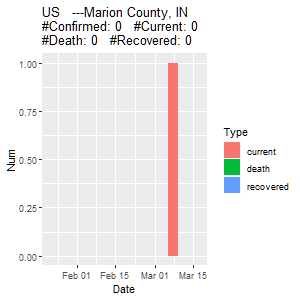 US   ---Marion County, IN
#Confirmed: 0   #Current: 0
#Death: 0   #Recovered: 0
1.00
0.75
0.50
0.25
0.00
Num
Feb 01 Feb 15 Mar 01 Mar 15
Date
Type
current
death
recovered